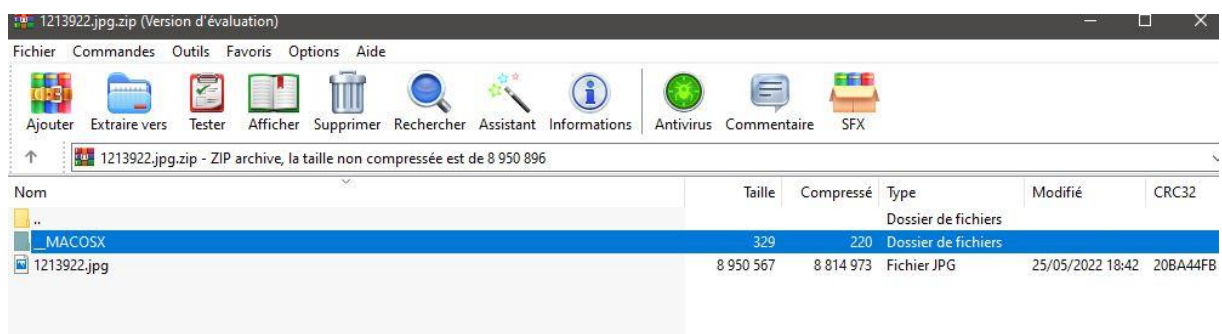 1213922.jpg.zip (Version d'évaluation)
Fichier Commandes Outils Favoris Options Aide
Ajouter Extraire vers Tester Afficher Supprimer Rechercher Assistant Informations Antivirus Commentaire SFX
1213922.jpg.zip - ZIP archive, la taille non compressée est de 8 950 896
Nom Taille Compressé Type Modifié CRC32
.. Dossier de fichiers
__MACOSX 329 220 Dossier de fichiers
1213922.jpg 8 950 567 8 814 973 Fichier JPG 25/05/2022 18:42 20BA44FB